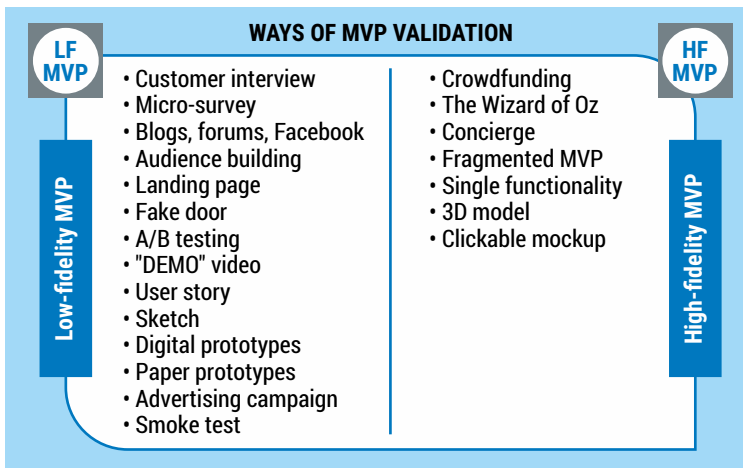 WAYS OF MVP VALIDATION
LF
MVP
HF
MVP
Low-fidelity MVP
• Customer interview
• Micro-survey
• Blogs, forums, Facebook
• Audience building
• Landing page
• Fake door
• A/B testing
• "DEMO" video
• User story
• Sketch
• Digital prototypes
• Paper prototypes
• Advertising campaign
• Smoke test
• Crowdfunding
• The Wizard of Oz
• Concierge
• Fragmented MVP
• Single functionality
• 3D model
• Clickable mockup
High-fidelity MVP